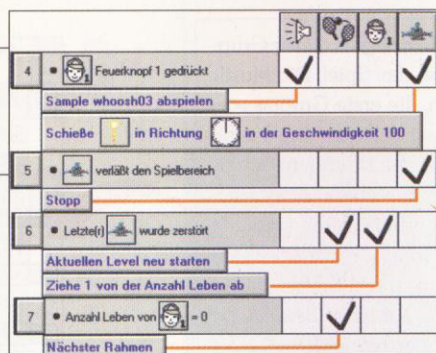 4 • 1 Feuerknopf 1 gedrückt
Sample whoosh03 abspielen
Schieße in Richtung in der Geschwindigkeit 100
5 • verläßt den Spielbereich
Stopp
6 • Letzte(r) wurde zerstört
Aktuellen Level neu starten
Ziehe 1 von der Anzahl Leben ab
7 • Anzahl Leben von 1 = 0
Nächster Rahmen